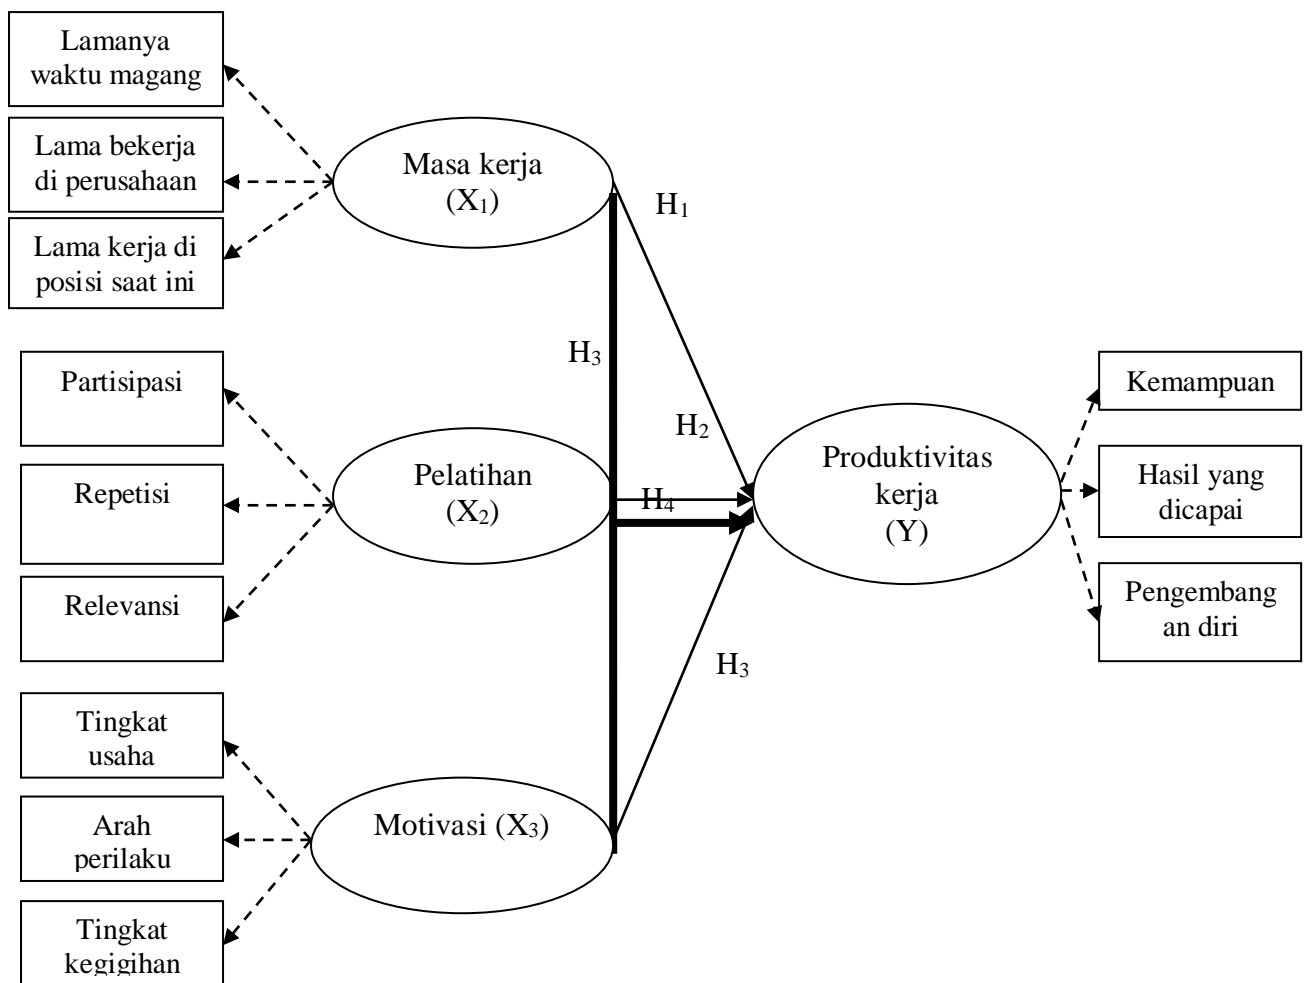 Lamanya
waktu magang
Lama bekerja
di perusahaan
Lama kerja di
posisi saat ini
Masa kerja
(X₁)
H₁
H₃
Partisipasi
Repetisi
Relevansi
Pelatihan
(X₂)
H₂
H₄
Produktivitas
kerja
(Y)
Kemampuan
Hasil yang
dicapai
Pengembang
an diri
H₃
Tingkat
usaha
Arah
perilaku
Tingkat
kegigihan
Motivasi (X₃)